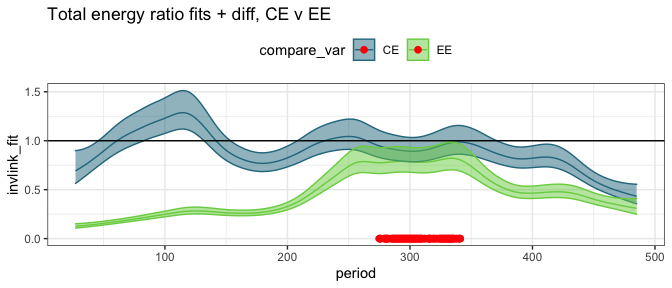 Total energy ratio fits + diff, CE v EE
compare_var CE EE
invlink_fit
1.5
1.0
0.5
0.0
100 200 300 400 500
period